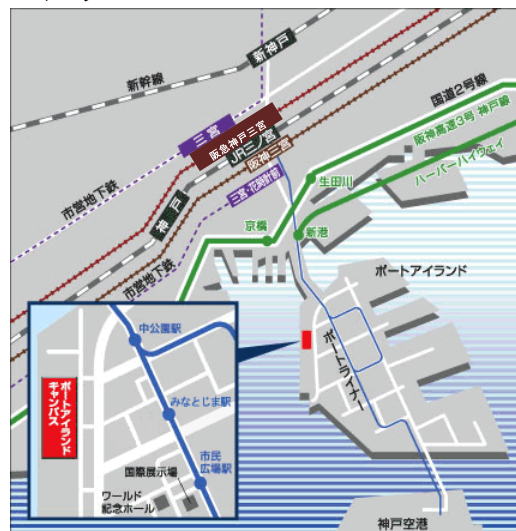 新神戸
新幹線
国道2号線
三宮
阪急神戸三宮
JR三ノ宮
阪神三宮
阪神高速3号 神戸線
ハーバーハイウェイ
市営地下鉄
神戸
三宮・花時計前
生田川
京橋
新港
市営地下鉄
ポートアイランド
ポートライナー
中公園駅
みなとじま駅
ポートアイランド
キャンパス
市民
広場駅
国際展示場
ワールド
記念ホール
神戸空港